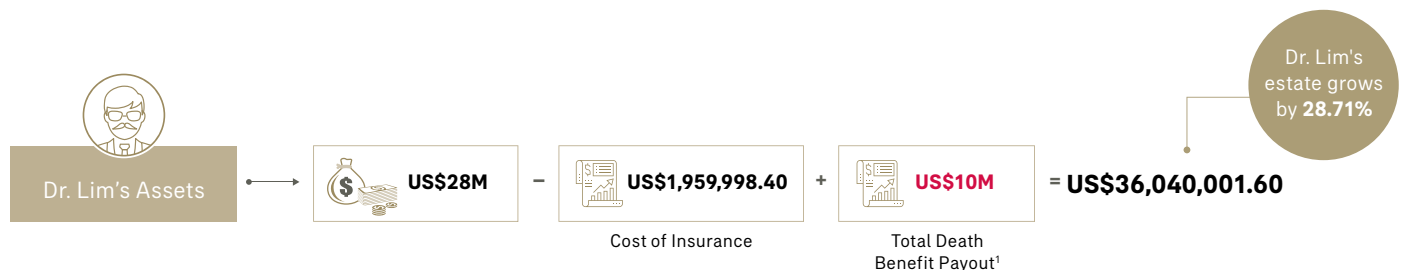 Dr. Lim's
estate grows
by 28.71%
Dr. Lim’s Assets
$
US$28M
–
$
US$1,959,998.40
+
$
US$10M
= US$36,040,001.60
Cost of Insurance
Total Death
Benefit Payout¹